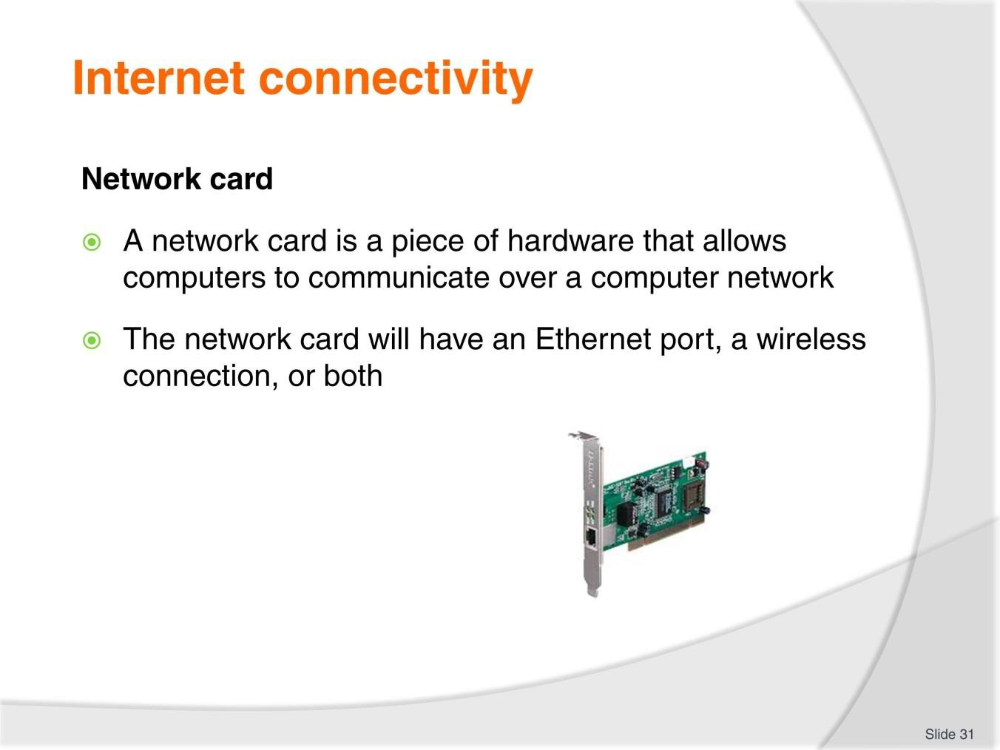 Internet connectivity
Network card
A network card is a piece of hardware that allows
computers to communicate over a computer network
The network card will have an Ethernet port, a wireless
connection, or both
D-Link
Slide 31